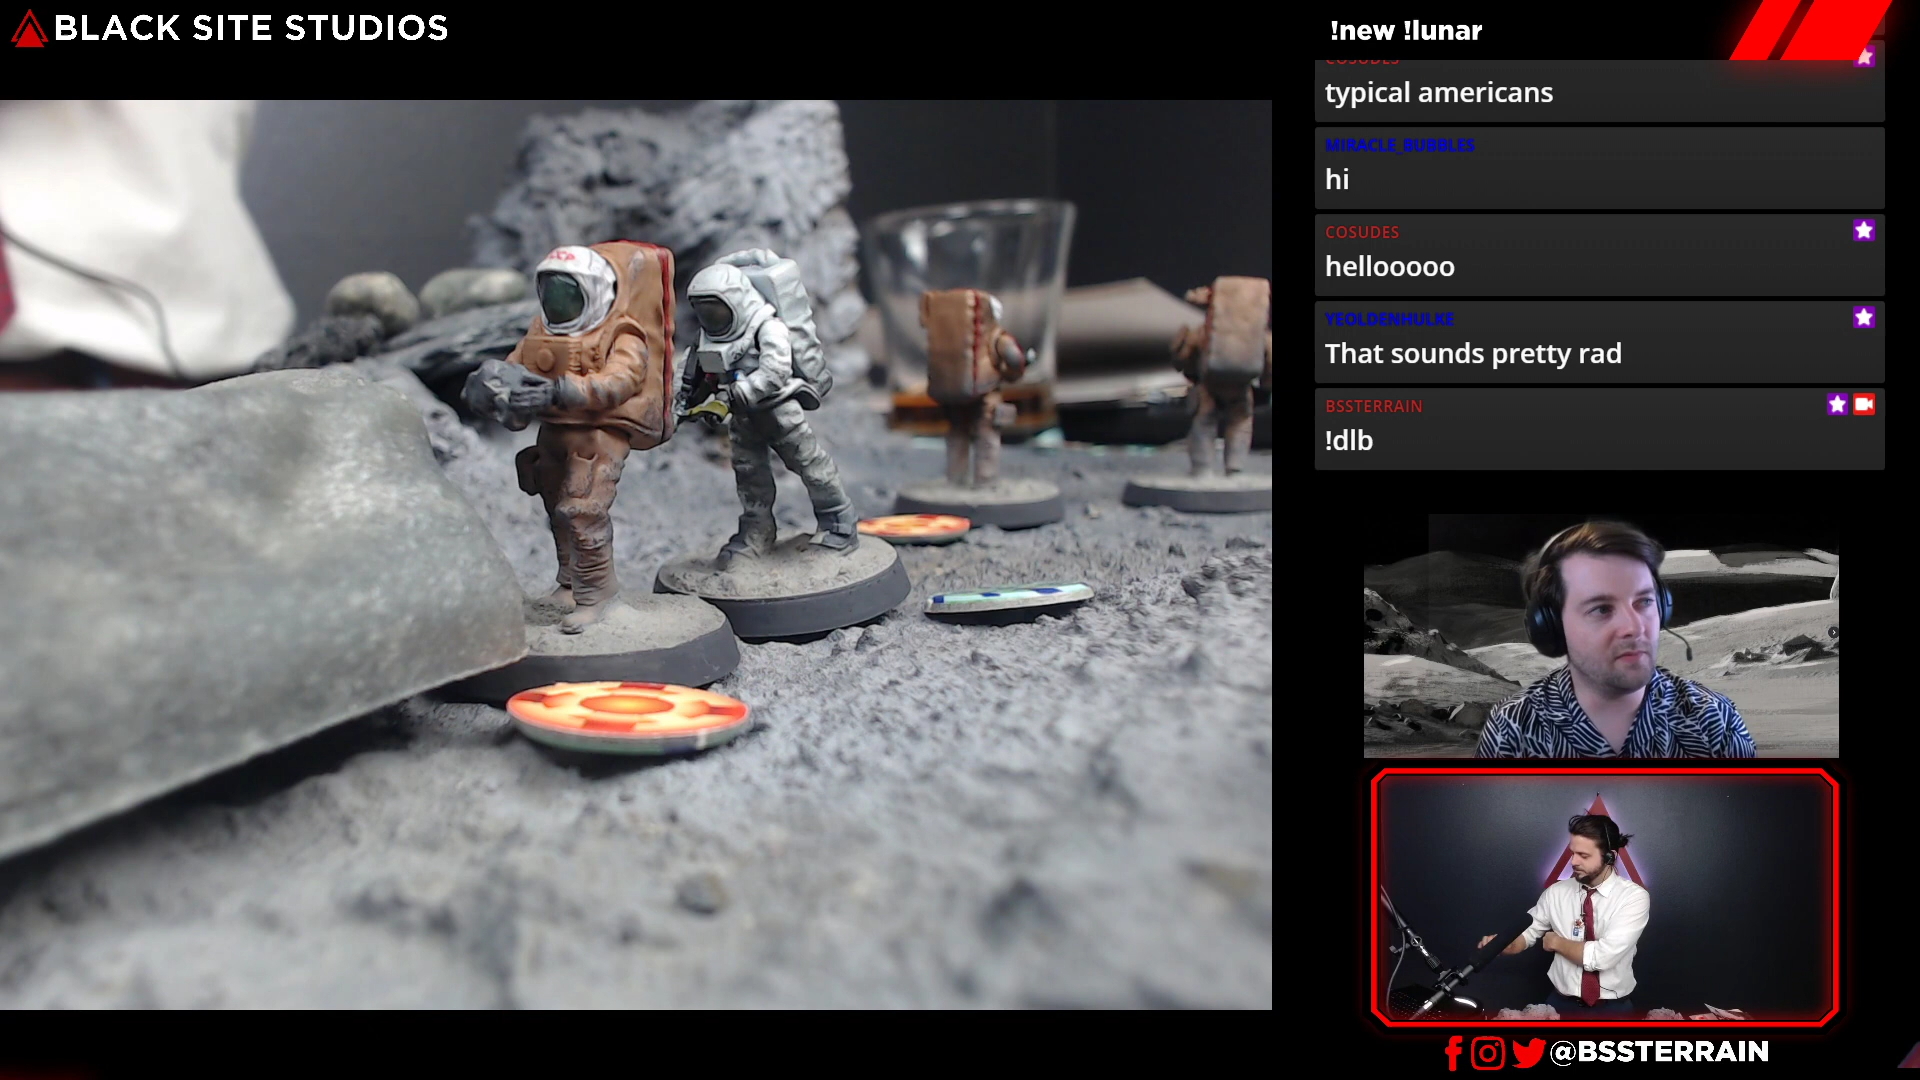 BLACK SITE STUDIOS
!new !lunar
COSUDES
typical americans
MIRACLE_BUBBLES
hi
COSUDES
hellooooo
YEOLDENHULKE
That sounds pretty rad
BSSTERRAIN
!dlb
@BSSTERRAIN